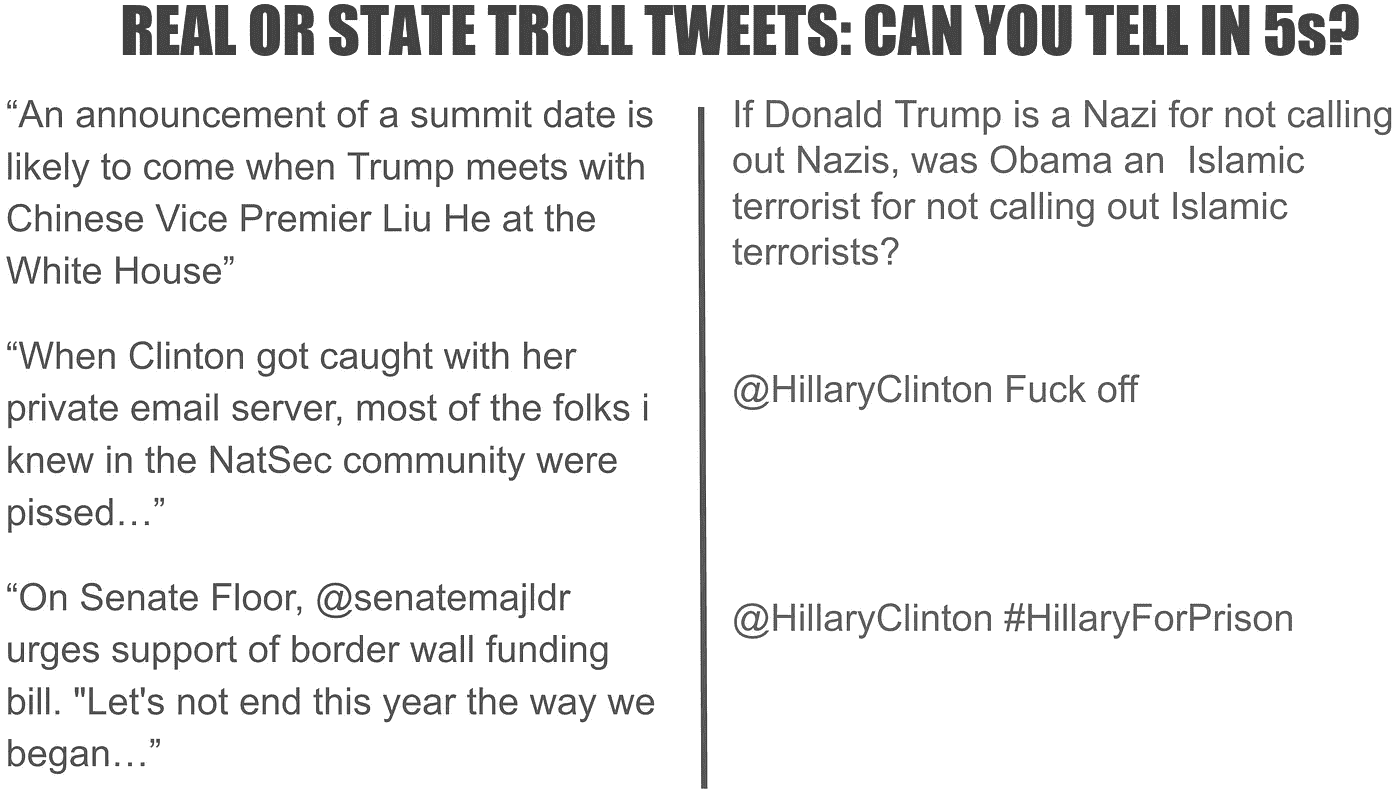 REAL OR STATE TROLL TWEETS: CAN YOU TELL IN 5s?
“An announcement of a summit date is
likely to come when Trump meets with
Chinese Vice Premier Liu He at the
White House”
“When Clinton got caught with her
private email server, most of the folks i
knew in the NatSec community were
pissed…”
“On Senate Floor, @senatemajldr
urges support of border wall funding
bill. "Let's not end this year the way we
began…”
If Donald Trump is a Nazi for not calling
out Nazis, was Obama an  Islamic
terrorist for not calling out Islamic
terrorists?
@HillaryClinton Fuck off
@HillaryClinton #HillaryForPrison